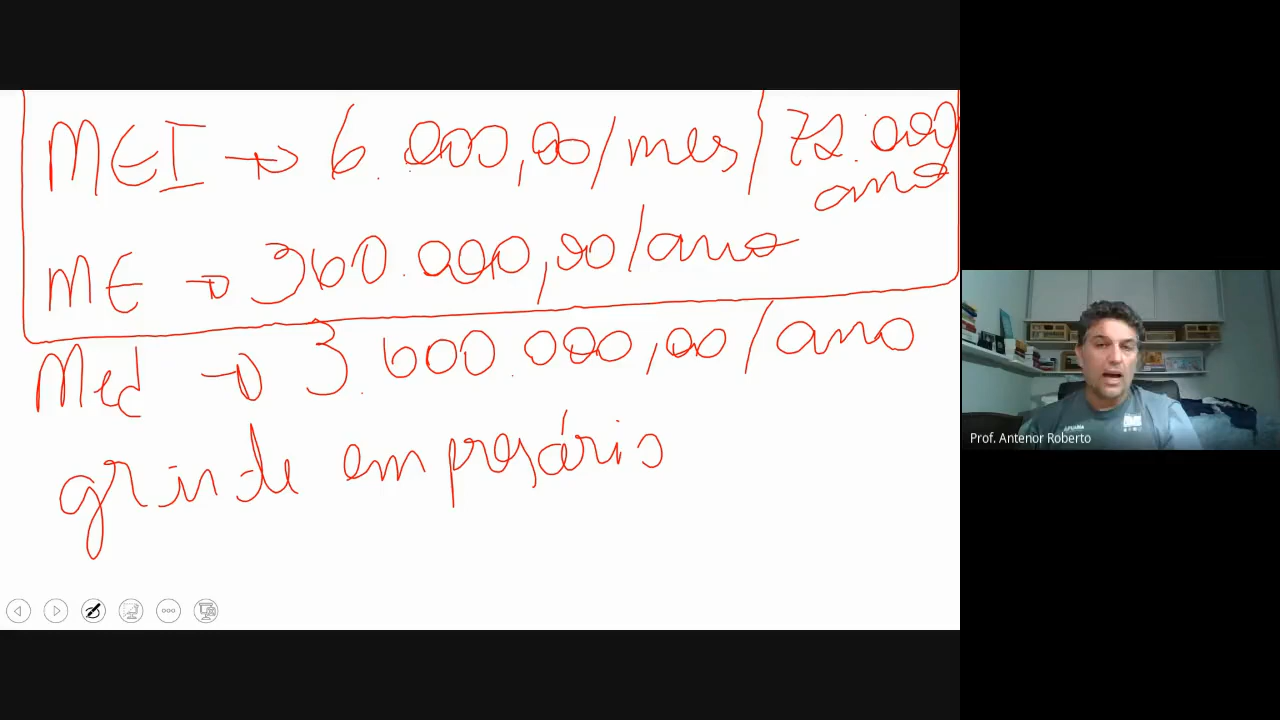 MEI → 6.000,00/mes/72.000
ano
ME → 360.000,00/ano
Med → 3.600.000,00/ano
grande empresário
Prof. Antenor Roberto